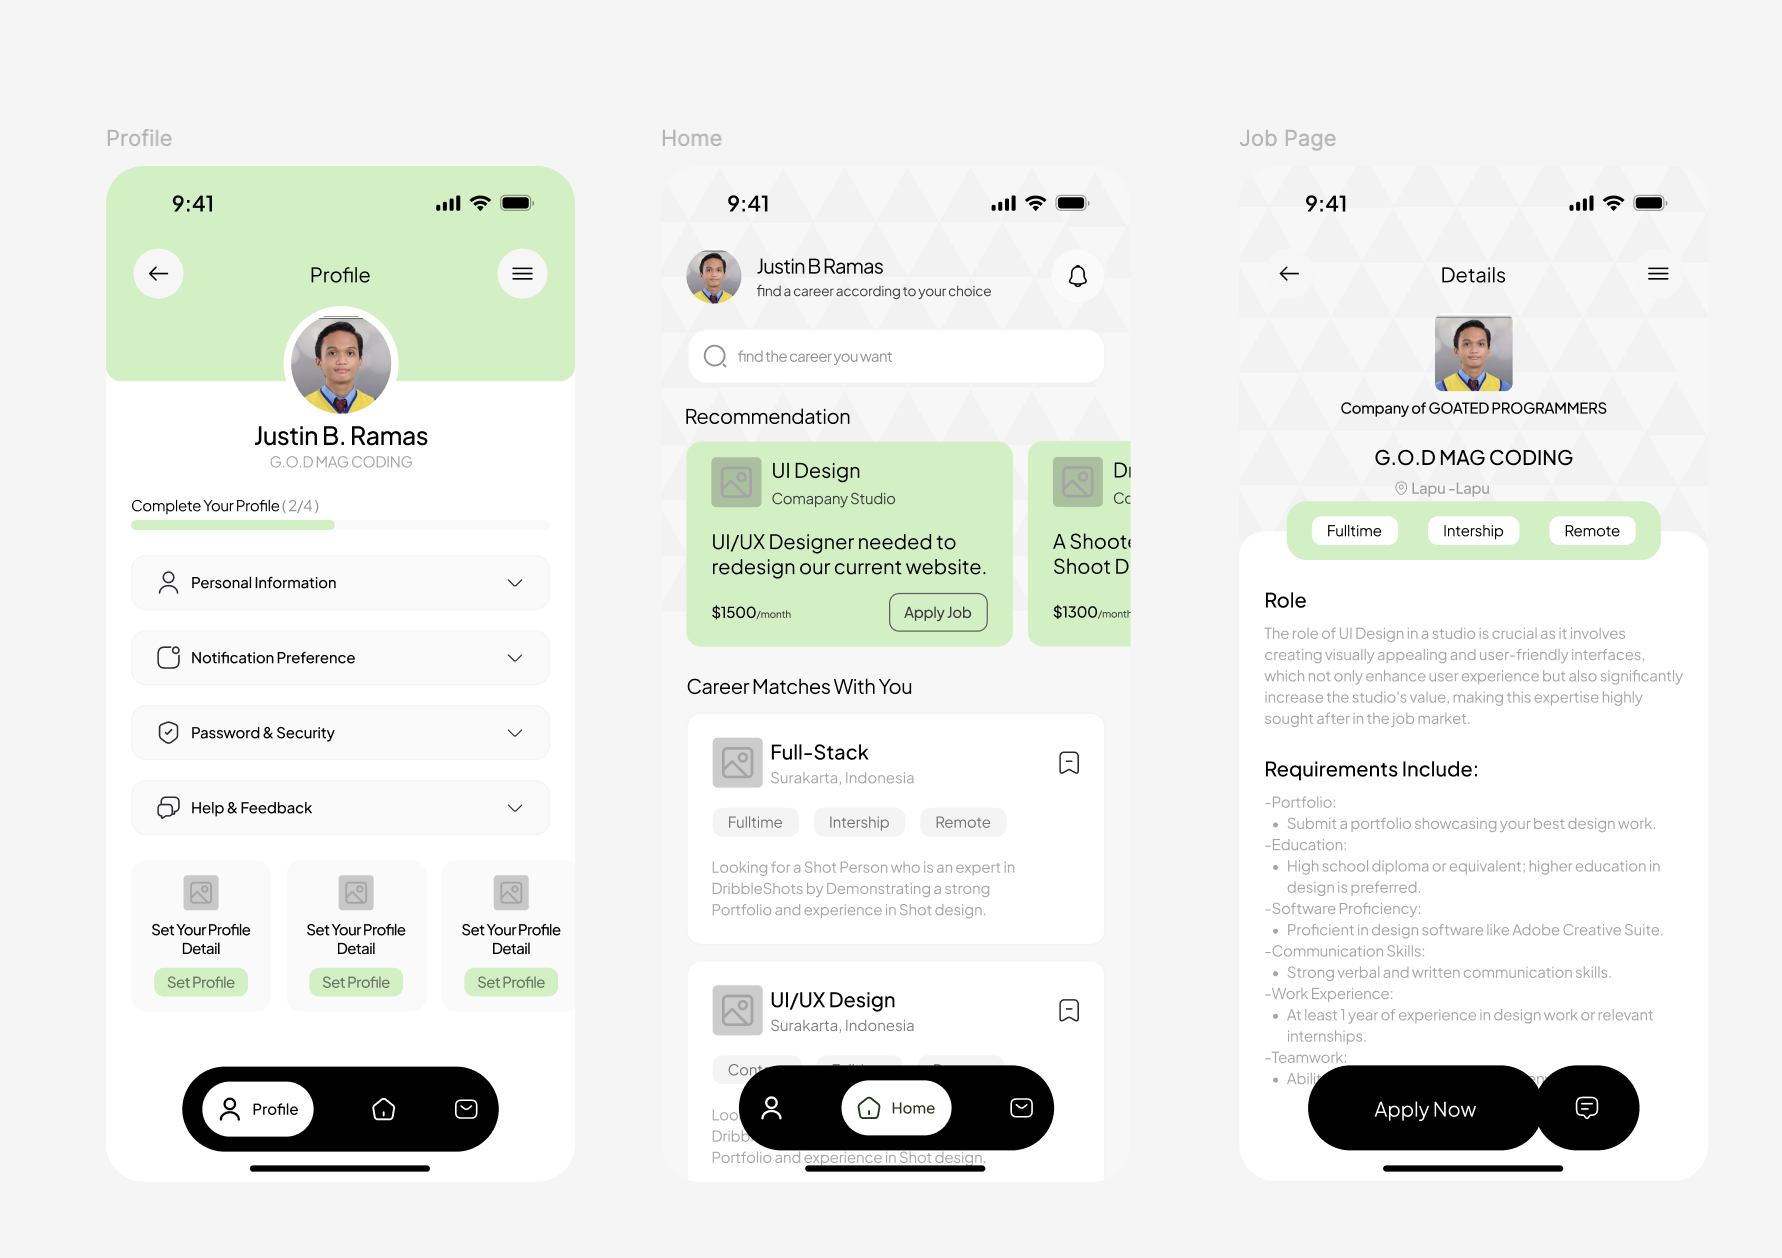 Profile
9:41
Profile
Justin B. Ramas
G.O.D MAG CODING
Complete Your Profile ( 2/4 )
Personal Information
Notification Preference
Password & Security
Help & Feedback
Set Your Profile
Detail
Set Profile
Set Your Profile
Detail
Set Profile
Set Your Profile
Detail
Set Profile
Profile
Home
9:41
Justin B Ramas
find a career according to your choice
find the career you want
Recommendation
UI Design
Comapany Studio
UI/UX Designer needed to
redesign our current website.
$1500/month
Apply Job
A
Shoot
$1300/month
Career Matches With You
Full-Stack
Surakarta, Indonesia
Fulltime
Intership
Remote
Looking for a Shot Person who is an expert in
DribbleShots by Demonstrating a strong
Portfolio and experience in Shot design.
UI/UX Design
Surakarta, Indonesia
Portfolio and experience in Shot design.
Home
Job Page
9:41
Details
Company of GOATED PROGRAMMERS
G.O.D MAG CODING
Lapu -Lapu
Fulltime
Intership
Remote
Role
The role of UI Design in a studio is crucial as it involves
creating visually appealing and user-friendly interfaces,
which not only enhance user experience but also significantly
increase the studio's value, making this expertise highly
sought after in the job market.
Requirements Include:
-Portfolio:
• Submit a portfolio showcasing your best design work.
-Education:
• High school diploma or equivalent; higher education in
design is preferred.
-Software Proficiency:
• Proficient in design software like Adobe Creative Suite.
-Communication Skills:
• Strong verbal and written communication skills.
-Work Experience:
• At least 1 year of experience in design work or relevant
internships.
-Teamwork:
Apply Now